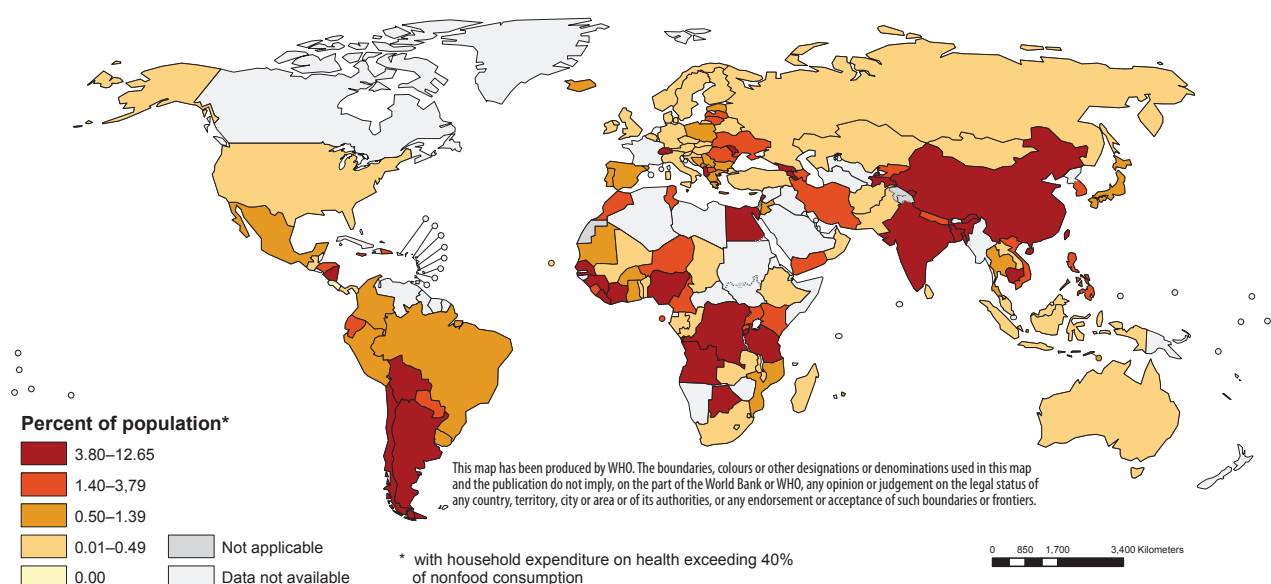 Percent of population*
3.80–12.65
1.40–3,79
0.50–1.39
0.01–0.49
0.00
Not applicable
Data not available
This map has been produced by WHO. The boundaries, colours or other designations or denominations used in this map
and the publication do not imply, on the part of the World Bank or WHO, any opinion or judgement on the legal status of
any country, territory, city or area or of its authorities, or any endorsement or acceptance of such boundaries or frontiers.
* with household expenditure on health exceeding 40%
of nonfood consumption
0 850 1,700 3,400 Kilometers